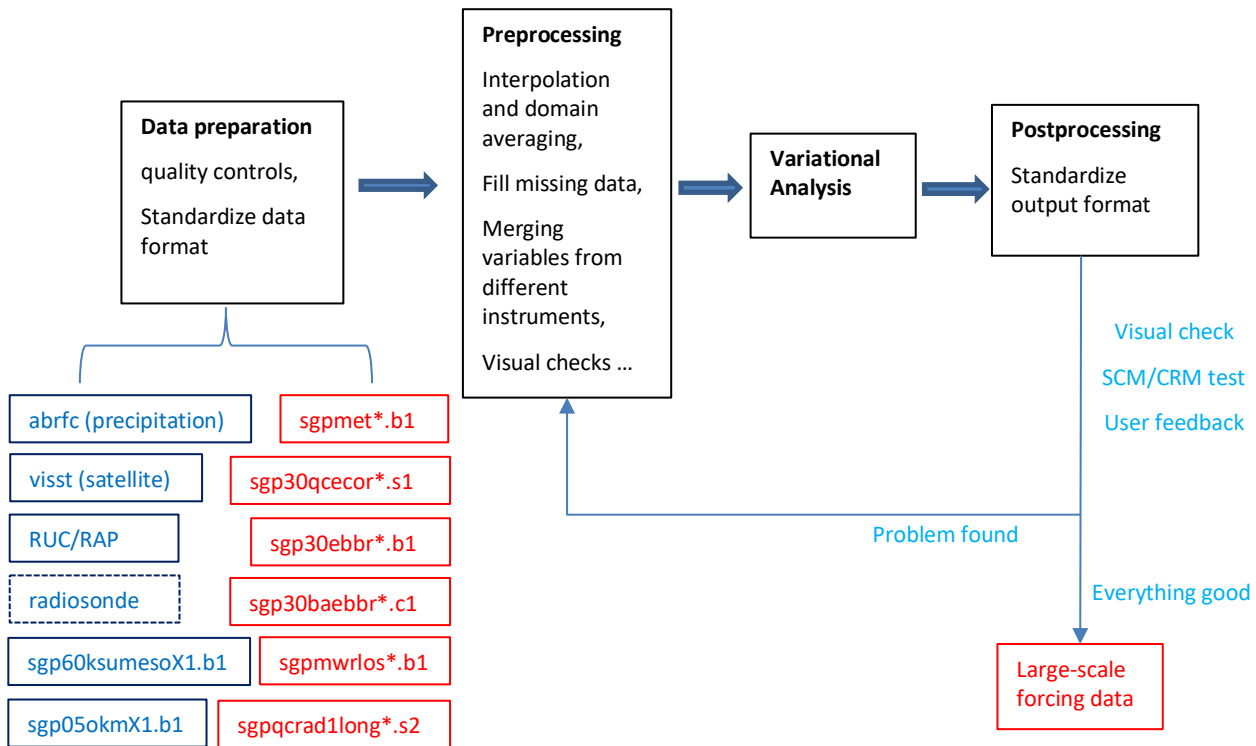 Data preparation
quality controls,
Standardize data
format
Preprocessing
Interpolation
and domain
averaging,
Fill missing data,
Merging
variables from
different
instruments,
Visual checks …
Variational
Analysis
Postprocessing
Standardize
output format
abrfc (precipitation)
visst (satellite)
RUC/RAP
radiosonde
sgp60ksumesoX1.b1
sgp05okmX1.b1
sgpmet*.b1
sgp30qcecor*.s1
sgp30ebbr*.b1
sgp30baebbr*.c1
sgpmwrlos*.b1
sgpqcrad1long*.s2
Visual check
SCM/CRM test
User feedback
Problem found
Everything good
Large-scale
forcing data